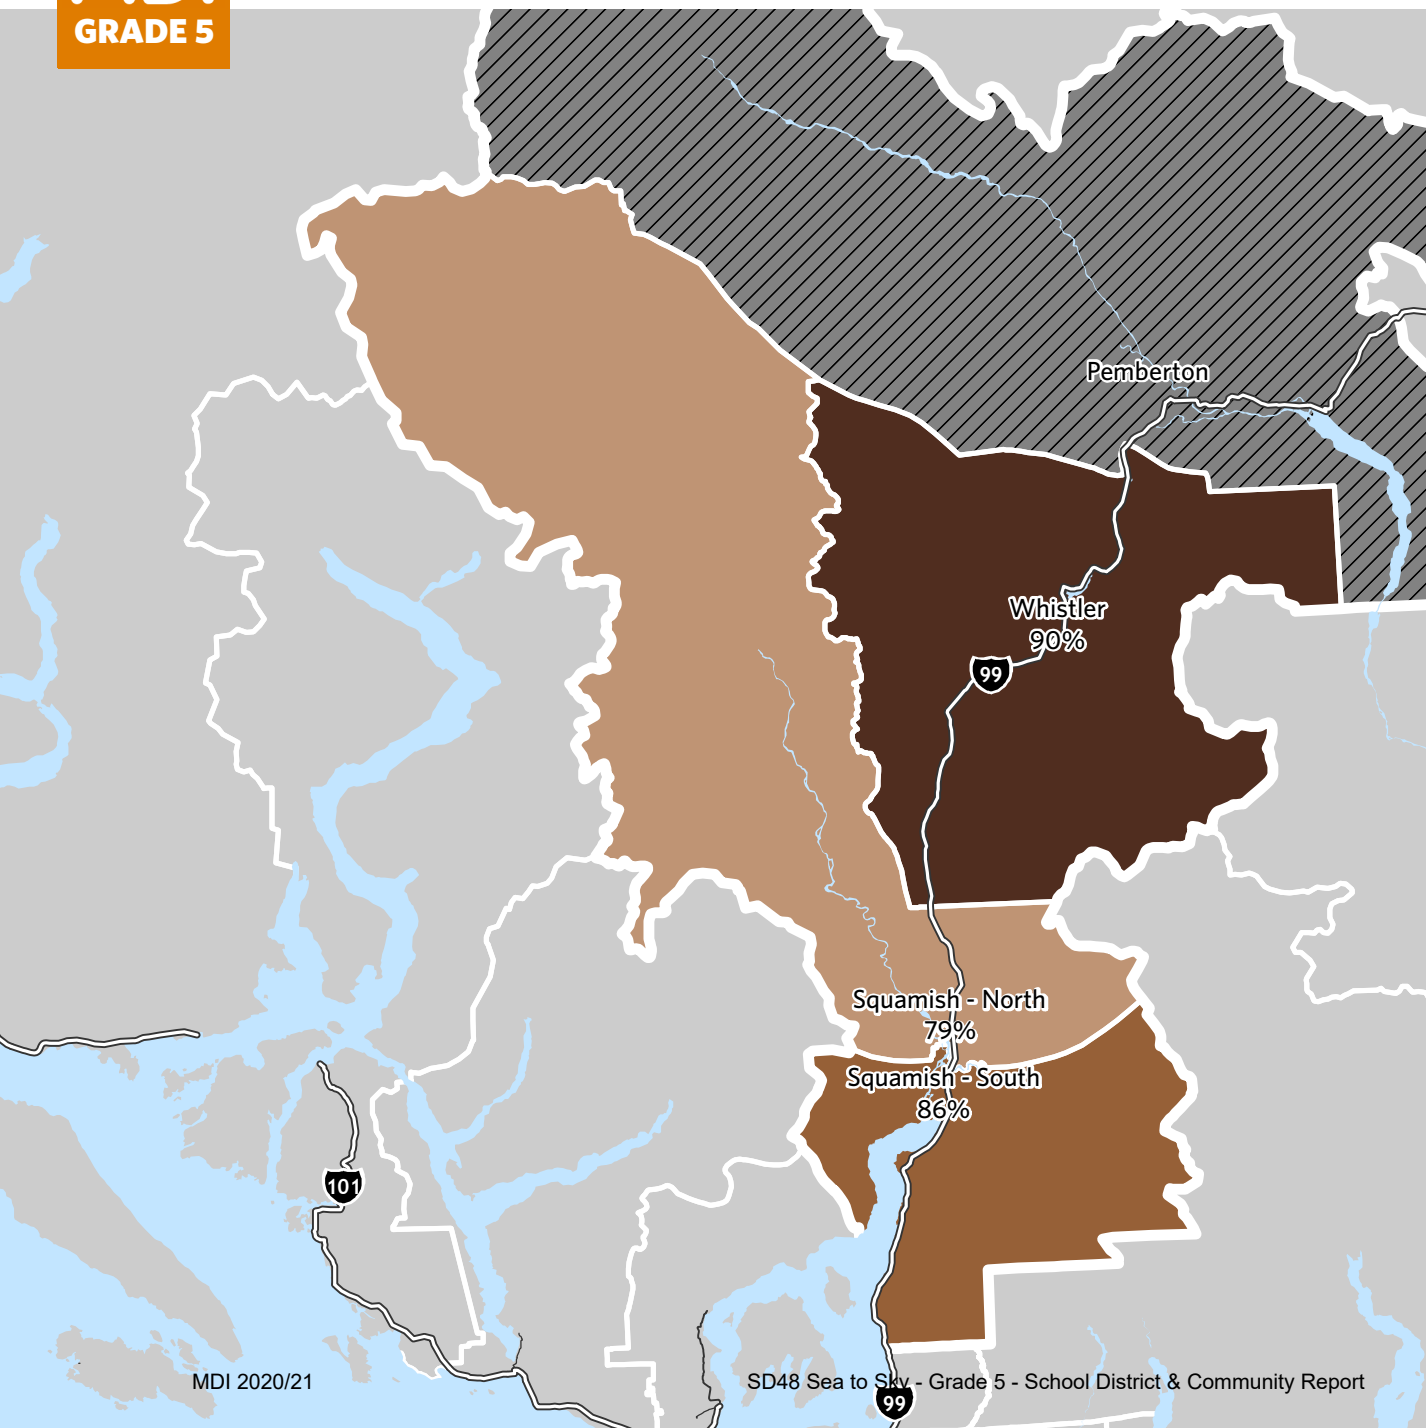 GRADE 5
Pemberton
Whistler
90%
99
Squamish - North
79%
Squamish - South
86%
101
MDI 2020/21
SD48 Sea to Sky - Grade 5 - School District & Community Report
99